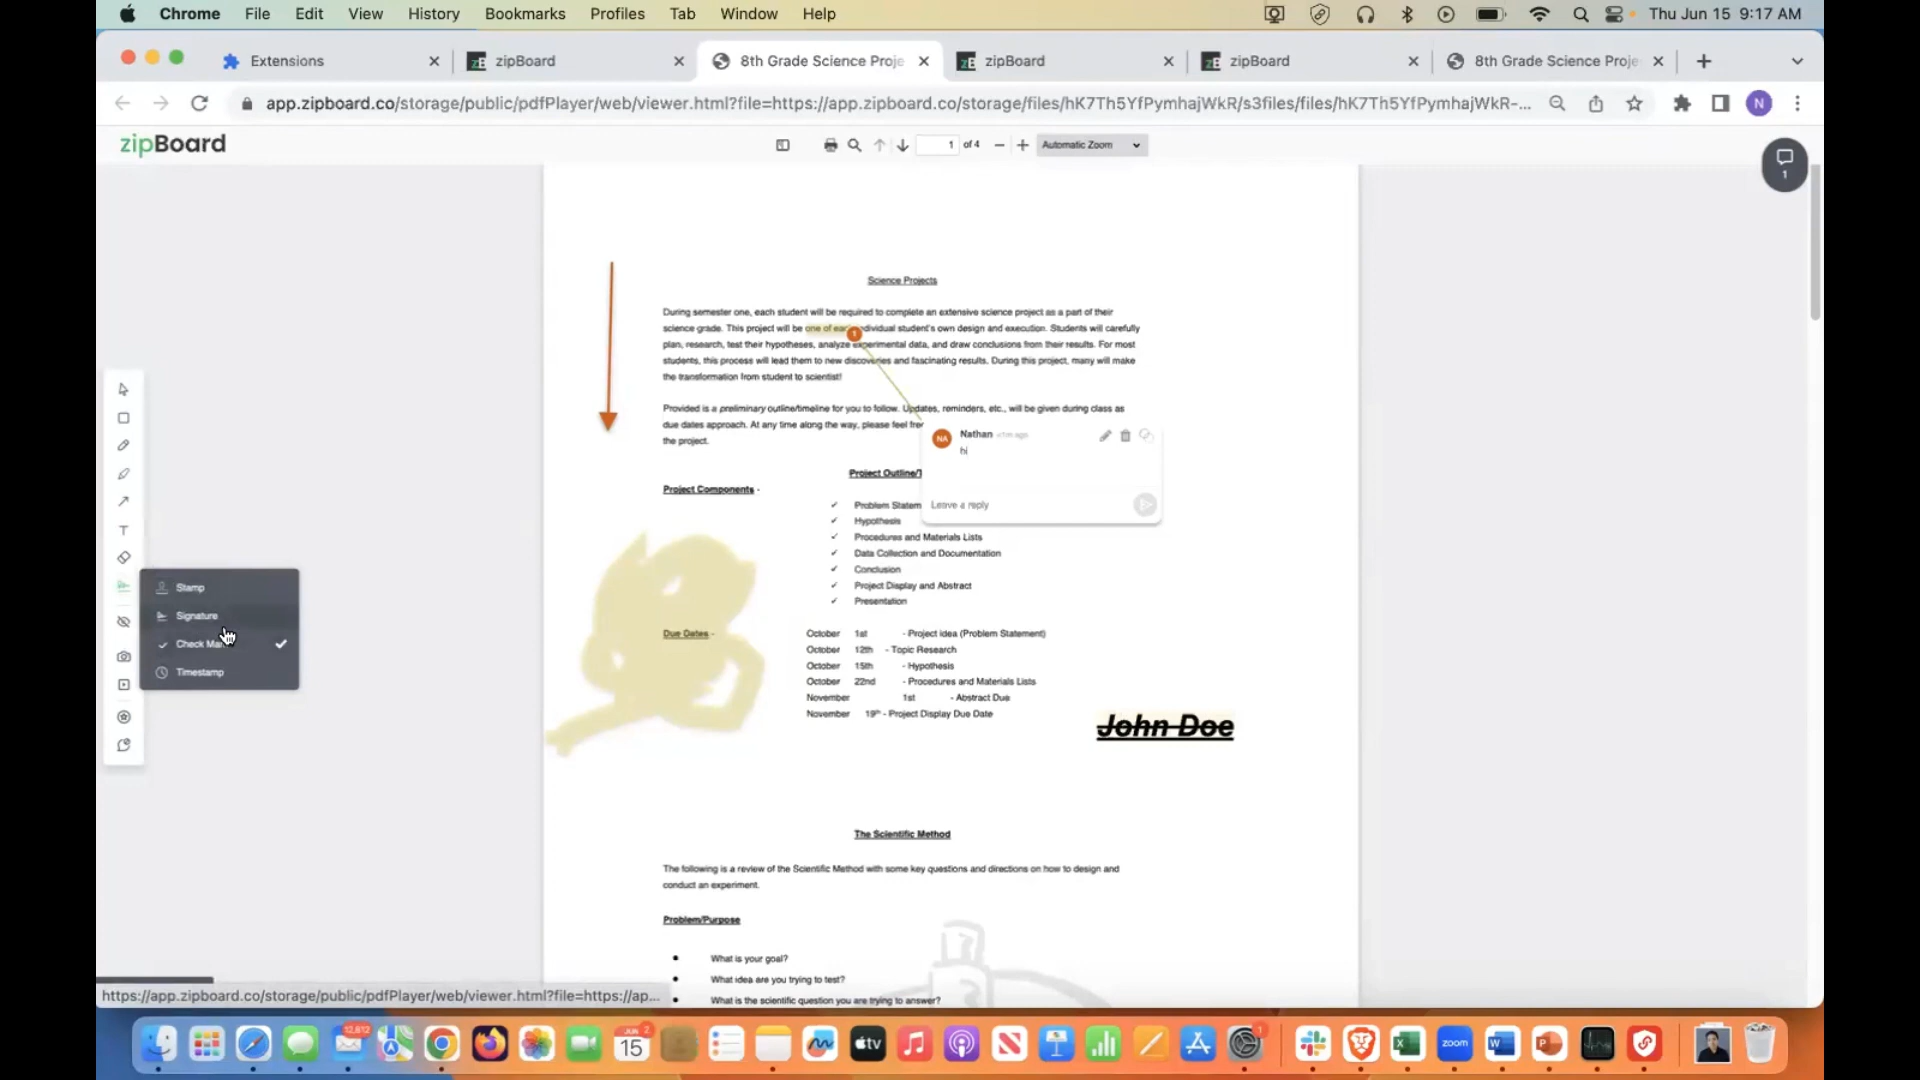 Chrome File Edit View History Bookmarks Profiles Tab Window Help Thu Jun 15 9:17 AM
Extensions zipBoard 8th Grade Science Proje zipBoard zipBoard 8th Grade Science Proje
app.zipboard.co/storage/public/pdfPlayer/web/viewer.html?file=https://app.zipboard.co/storage/files/hK7Th5YfPymhajWkR/s3files/files/hK7Th5YfPymhajWkR-... N
zipBoard 1 of 4 Automatic Zoom
1
Science Projects
During semester one, each student will be required to complete an extensive science project as a part of their
science grade. This project will be one of each individual student's own design and execution. Students will carefully
plan, research, test their hypotheses, analyze experimental data, and draw conclusions from their results. For most
students, this process will lead them to new discoveries and fascinating results. During this project, many will make
the transformation from student to scientist!
Provided is a preliminary outline/timeline for you to follow. Updates, reminders, etc., will be given during class as
due dates approach. At any time along the way, please feel fre
the project.
NA Nathan
hi
Leave a reply
Project Outline/T
Project Components -
✓ Problem Statem
✓ Hypothesis
✓ Procedures and Materials Lists
✓ Data Collection and Documentation
✓ Conclusion
✓ Project Display and Abstract
✓ Presentation
Stamp
Signature
Check Mar
Timestamp
Due Dates -
October 1st - Project idea (Problem Statement)
October 12th - Topic Research
October 15th - Hypothesis
October 22nd - Procedures and Materials Lists
November 1st - Abstract Due
November 19th - Project Display Due Date
John Doe
The Scientific Method
The following is a review of the Scientific Method with some key questions and directions on how to design and
conduct an experiment.
Problem/Purpose
• What is your goal?
• What idea are you trying to test?
• What is the scientific question you are trying to answer?
https://app.zipboard.co/storage/public/pdfPlayer/web/viewer.html?file=https://ap...
12,612
JUN 2
15
tv
zoom